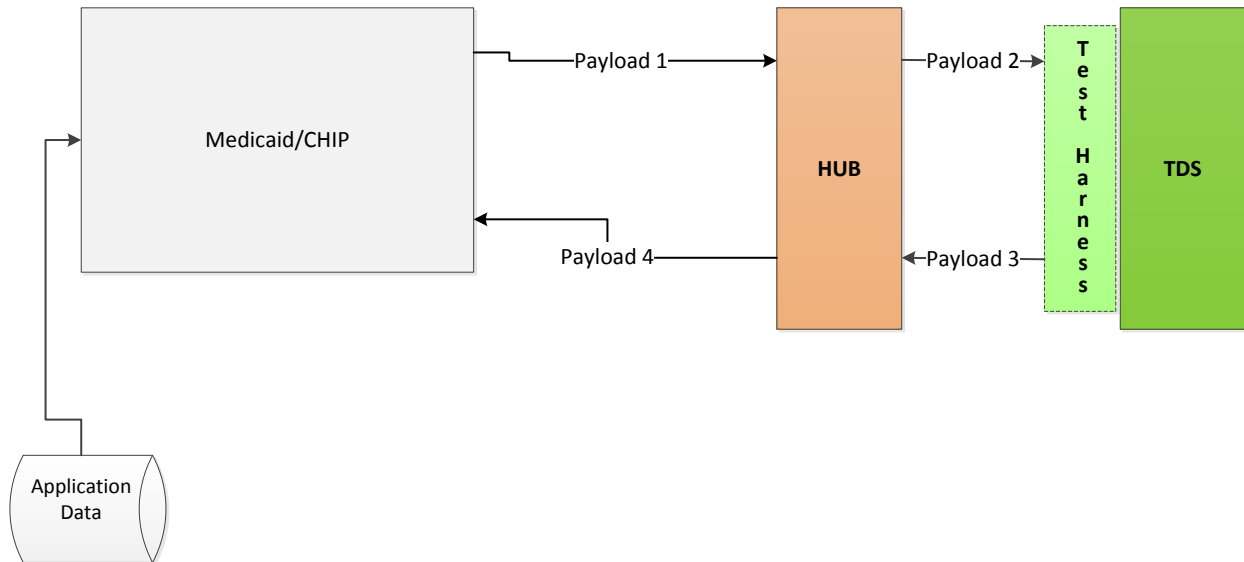 Payload 1
Payload 2
Medicaid/CHIP
HUB
Test Harness
TDS
Payload 4
Payload 3
Application
Data